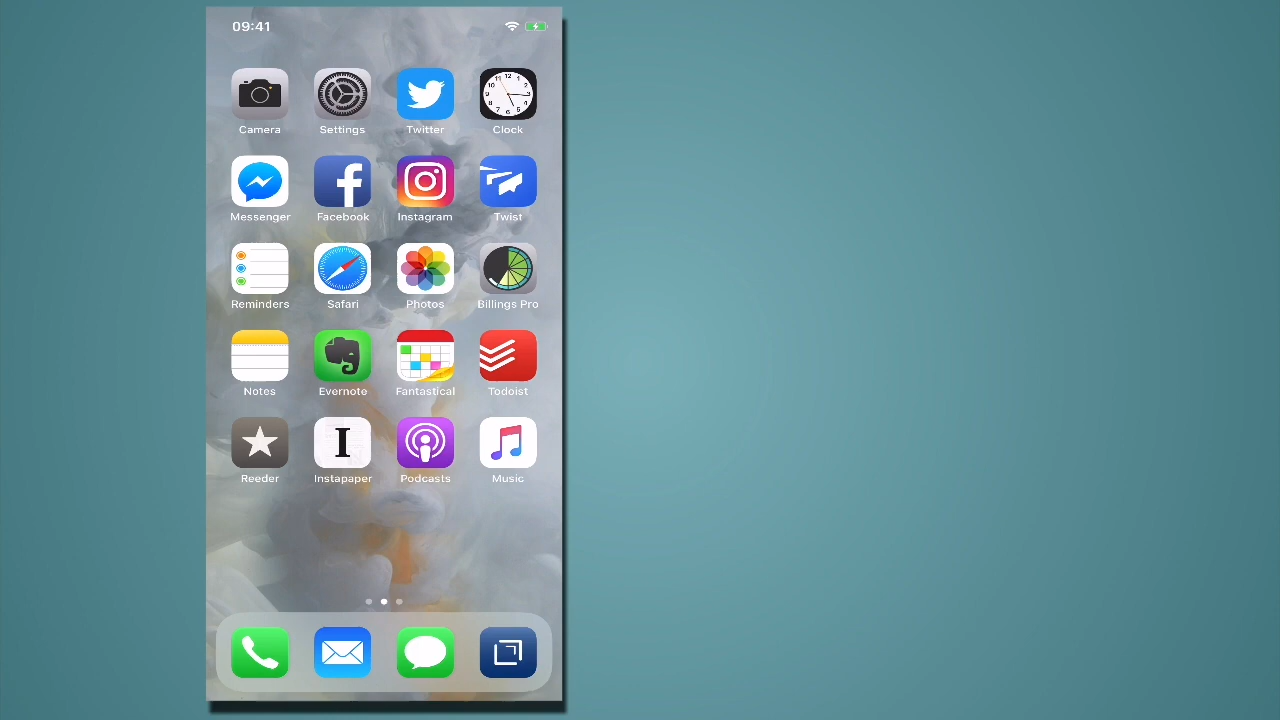 09:41
Camera Settings Twitter Clock
Messenger Facebook Instagram Twist
Reminders Safari Photos Billings Pro
Notes Evernote Fantastical Todoist
I
Reeder Instapaper Podcasts Music